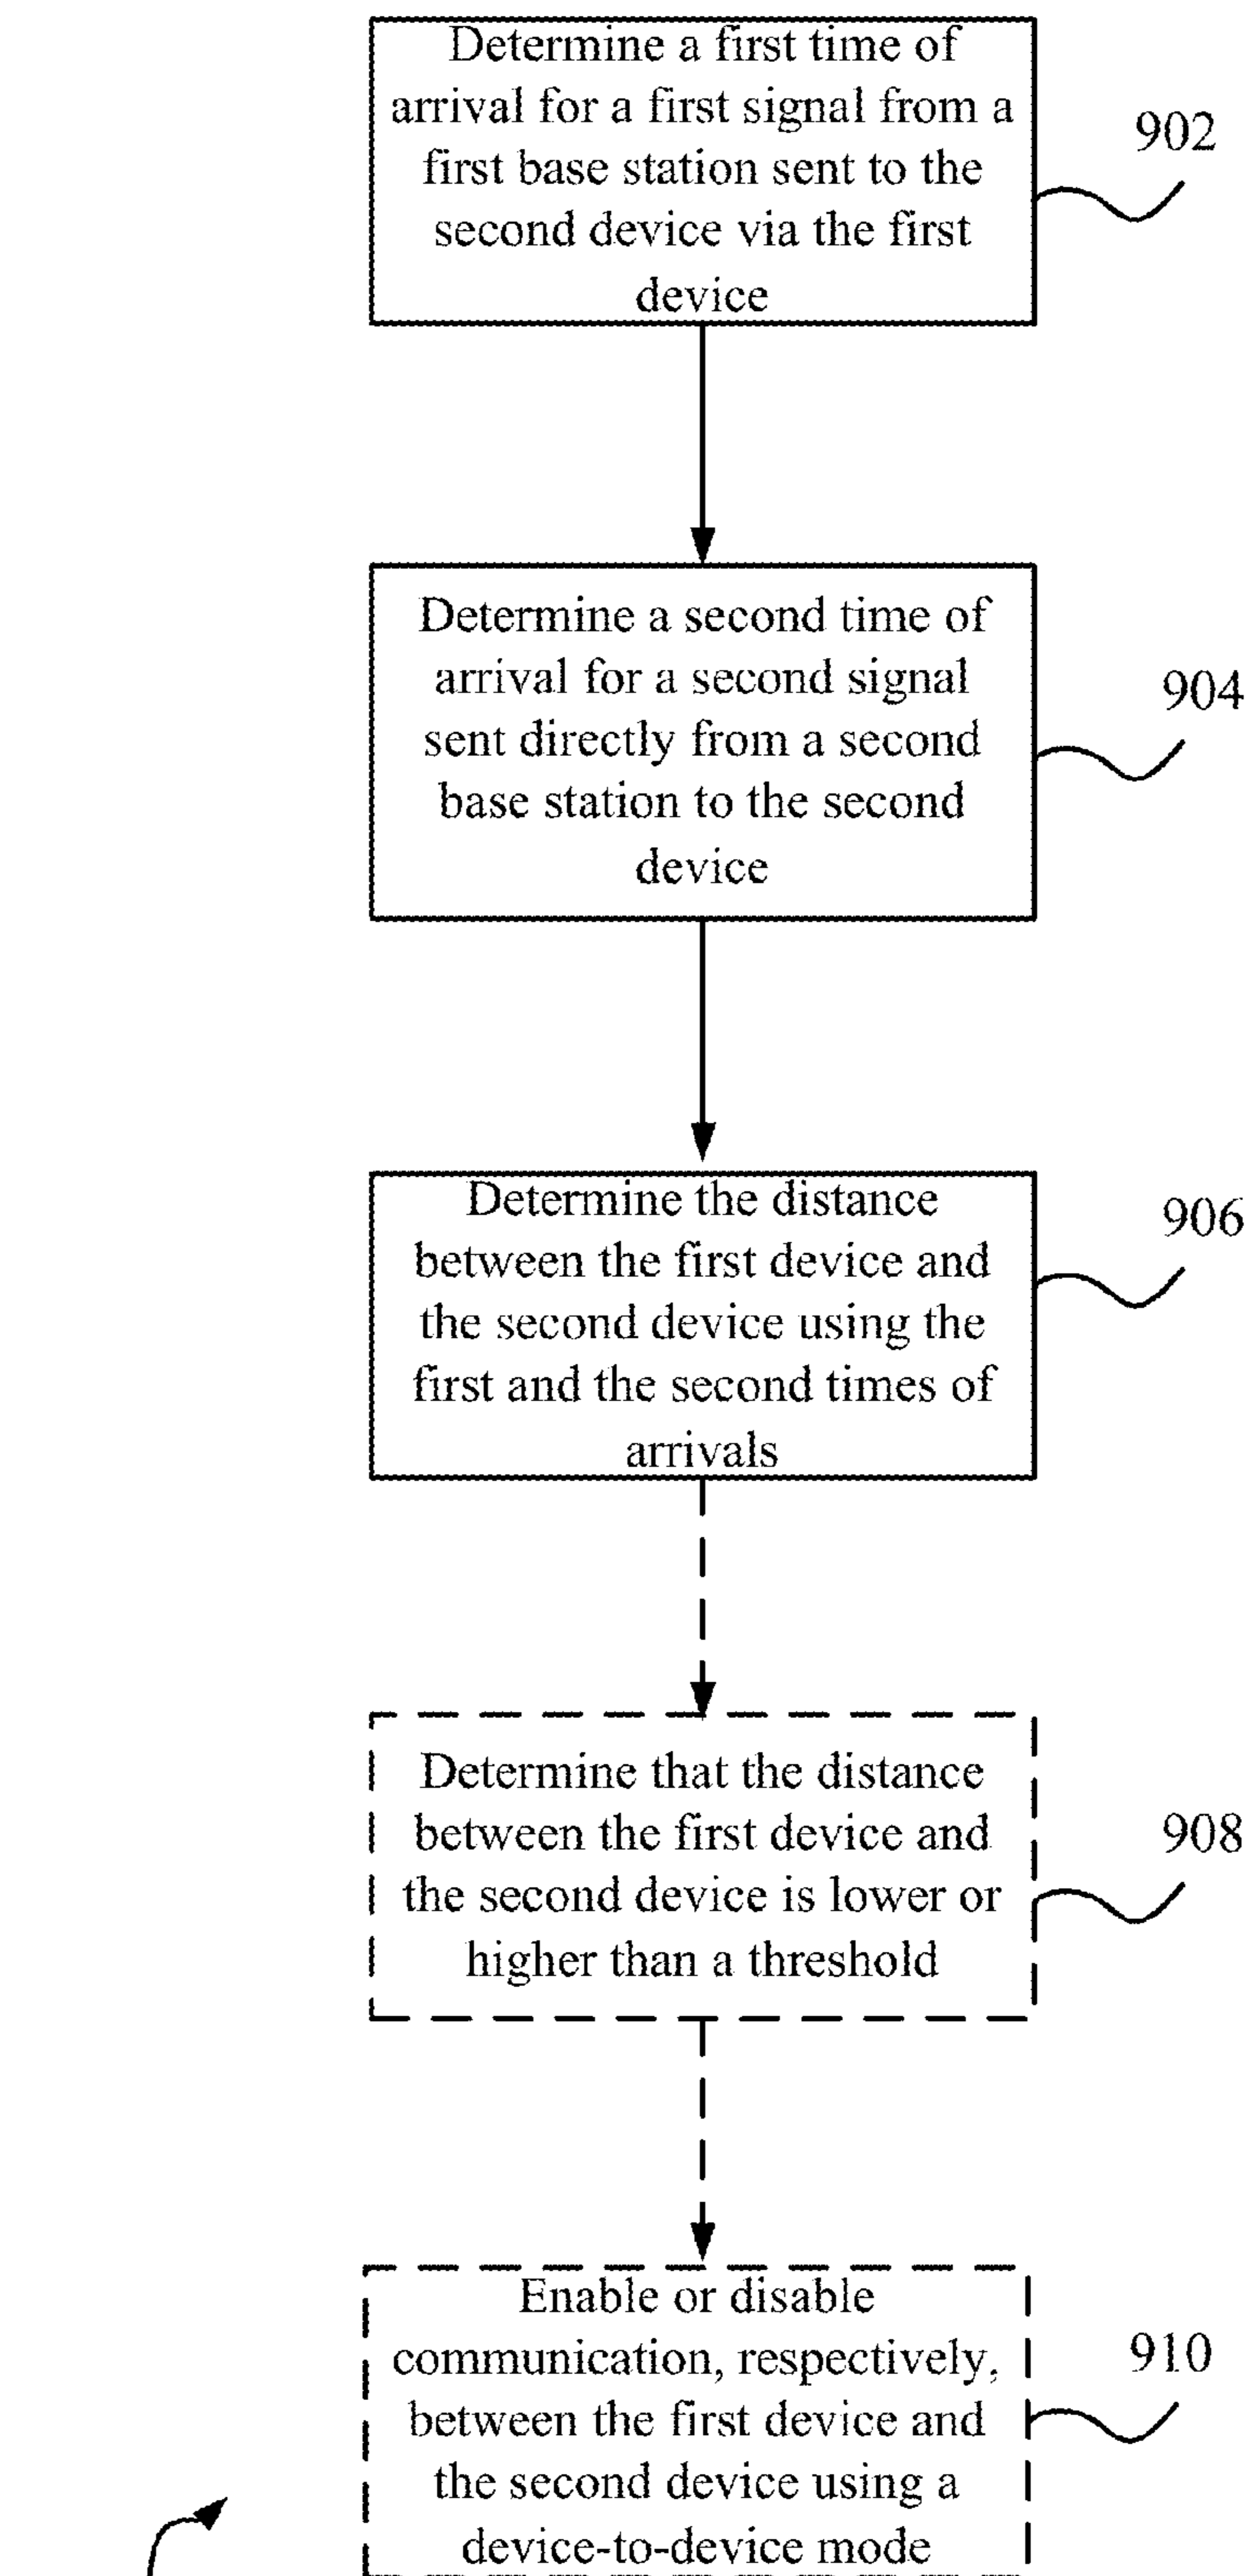 Determine a first time of
arrival for a first signal from a
first base station sent to the
second device via the first
device
902
Determine a second time of
arrival for a second signal
sent directly from a second
base station to the second
device
904
Determine the distance
between the first device and
the second device using the
first and the second times of
arrivals
906
Determine that the distance
between the first device and
the second device is lower or
higher than a threshold
908
Enable or disable
communication, respectively,
between the first device and
the second device using a
device-to-device mode
910